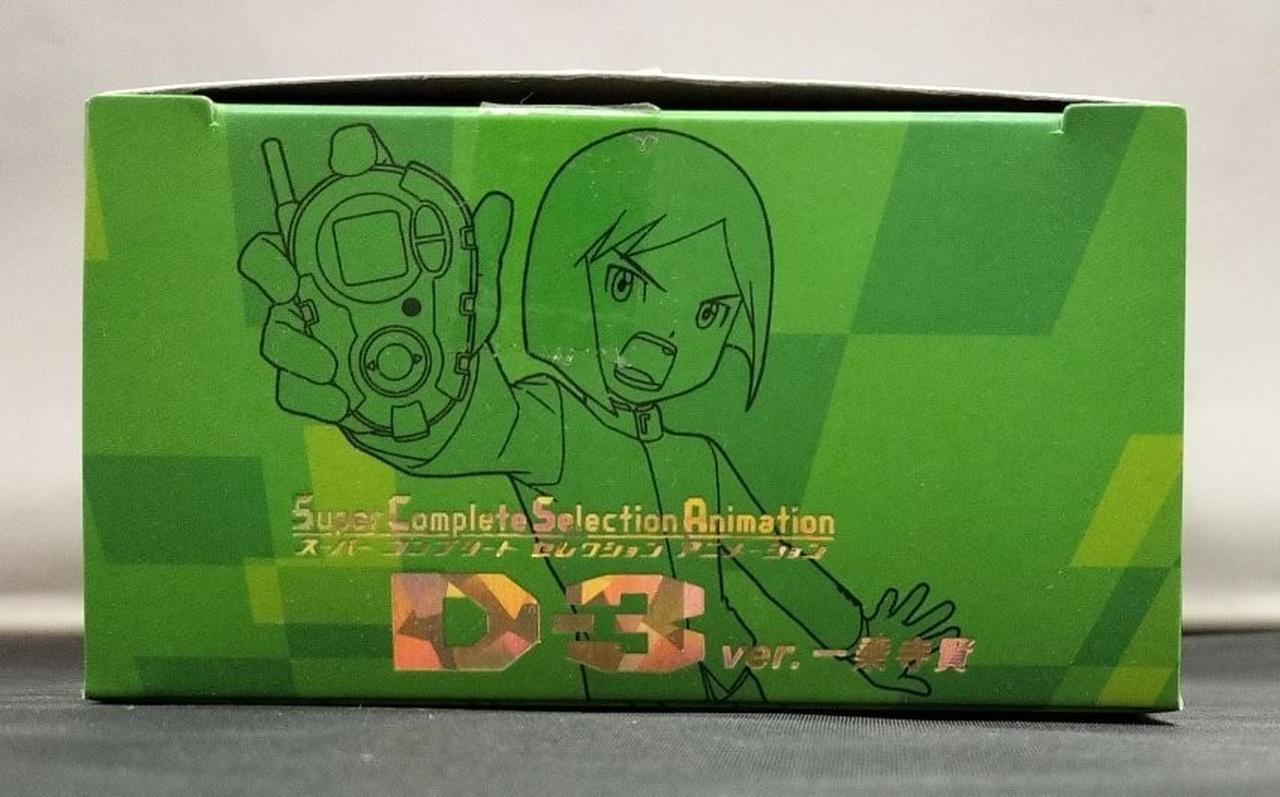 Super Complete Selection Animation
スーパー コンプリート セレクション アニメーション
D-3 ver. 一乗寺賢